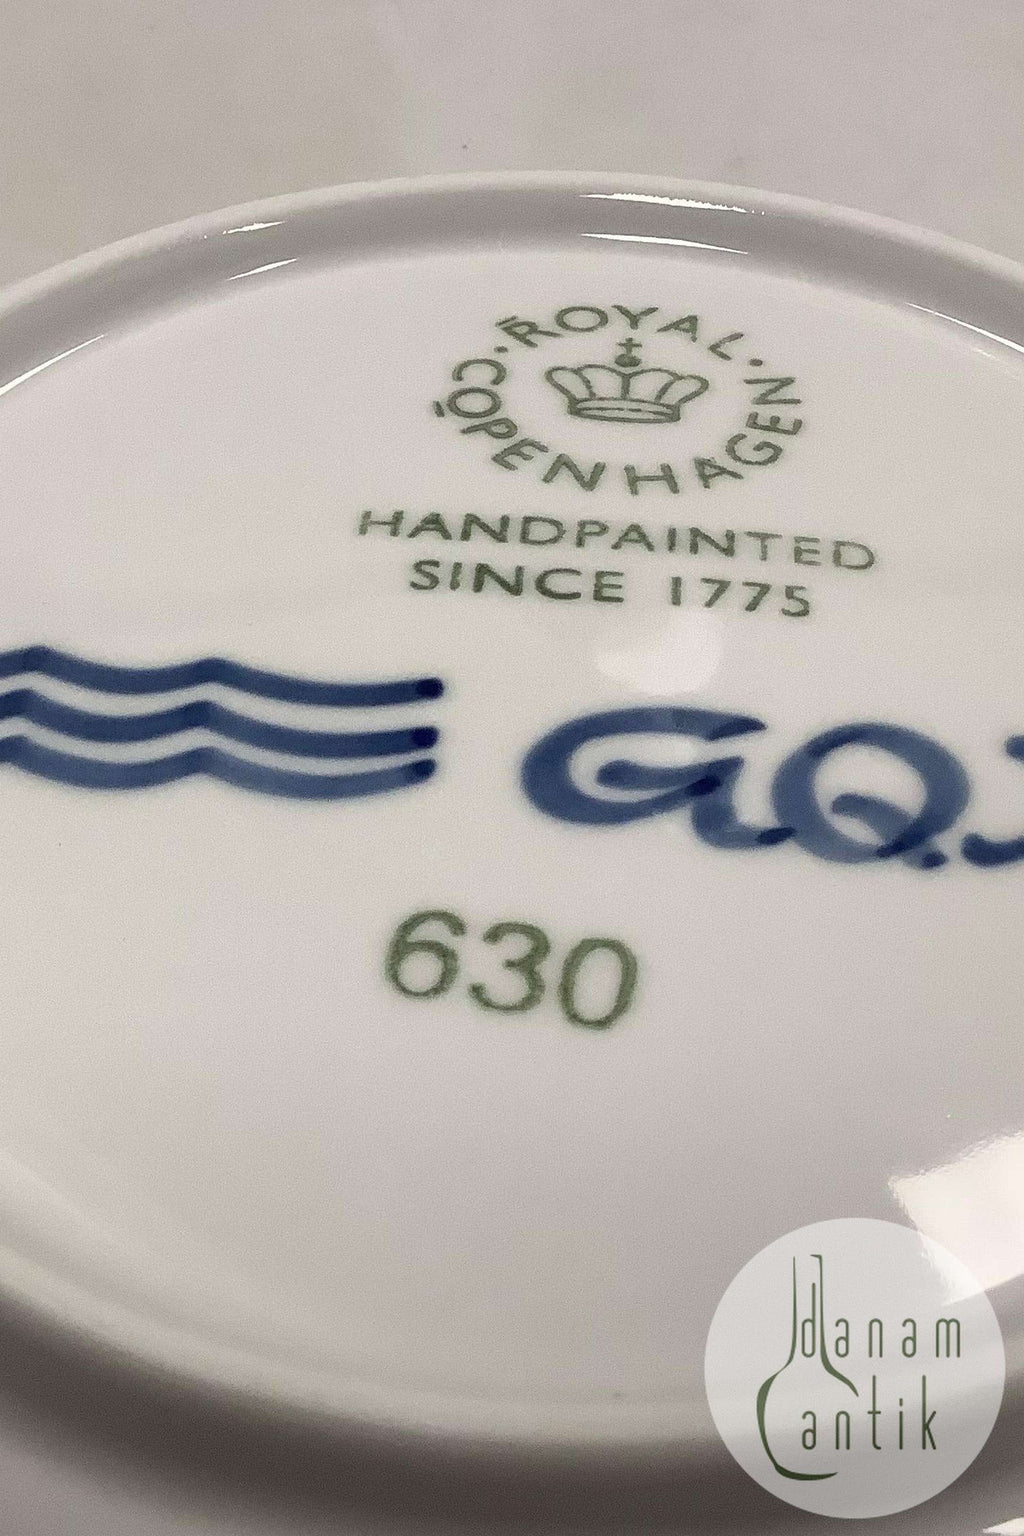 ROYAL · COPENHAGEN ·
HANDPAINTED
SINCE 1775
630
danam
antik